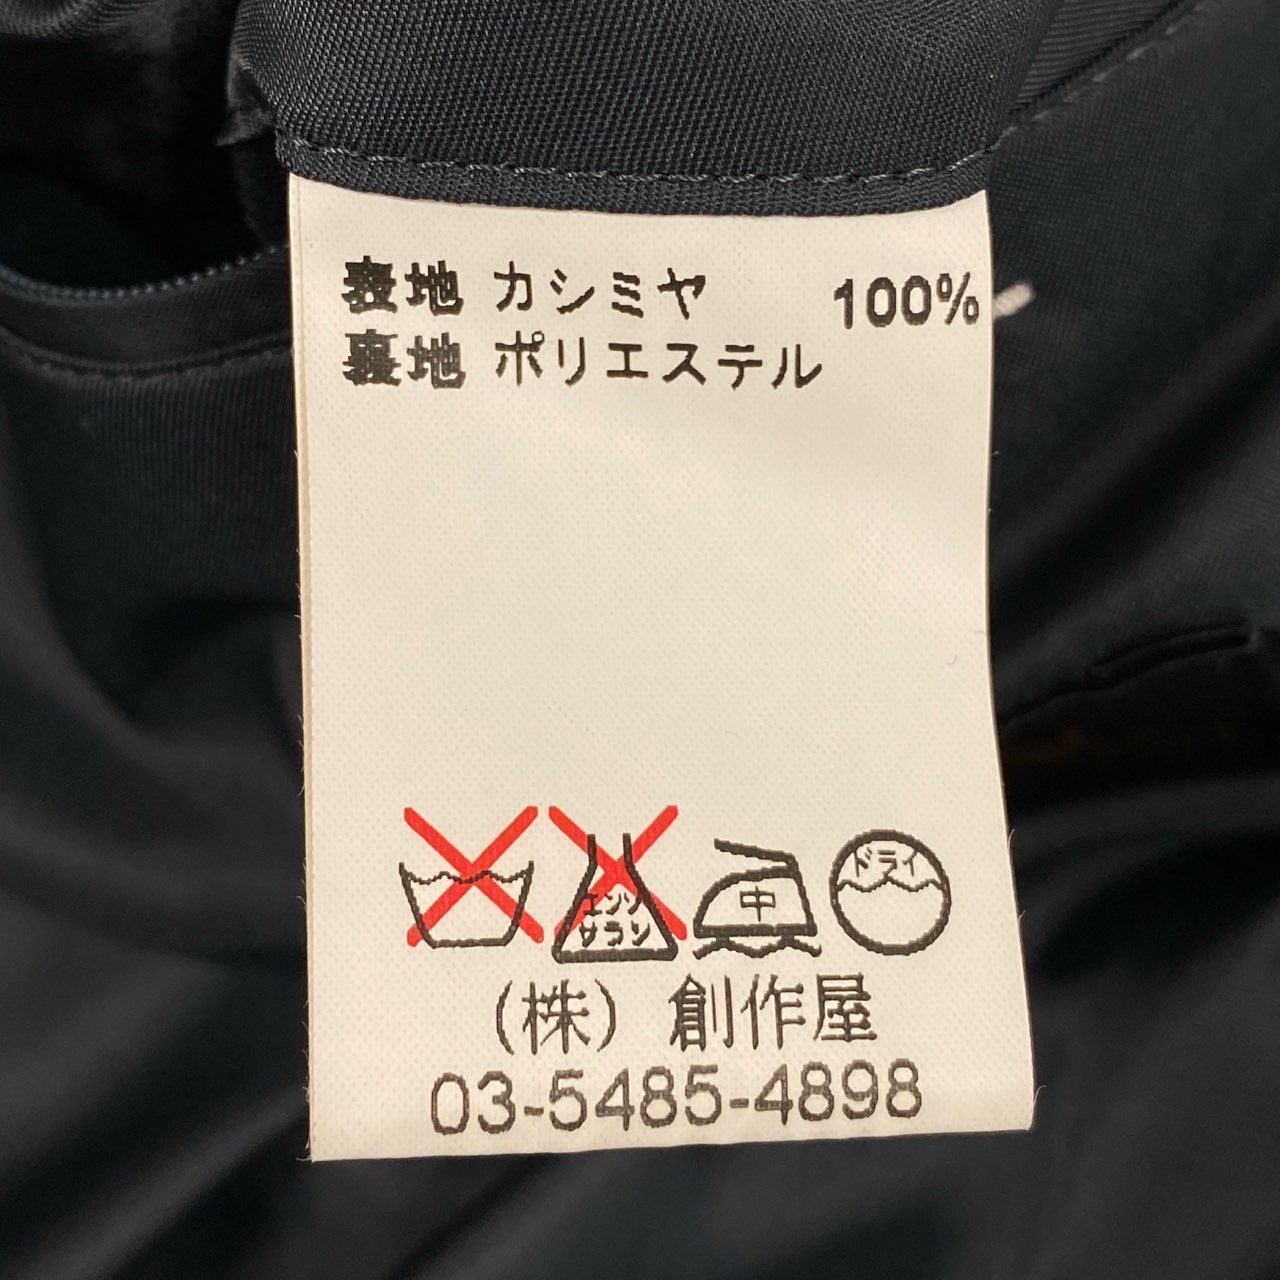 表地 カシミヤ 100%
裏地 ポリエステル
エンソ
サラシ
中
ドライ
(株) 創作屋
03-5485-4898